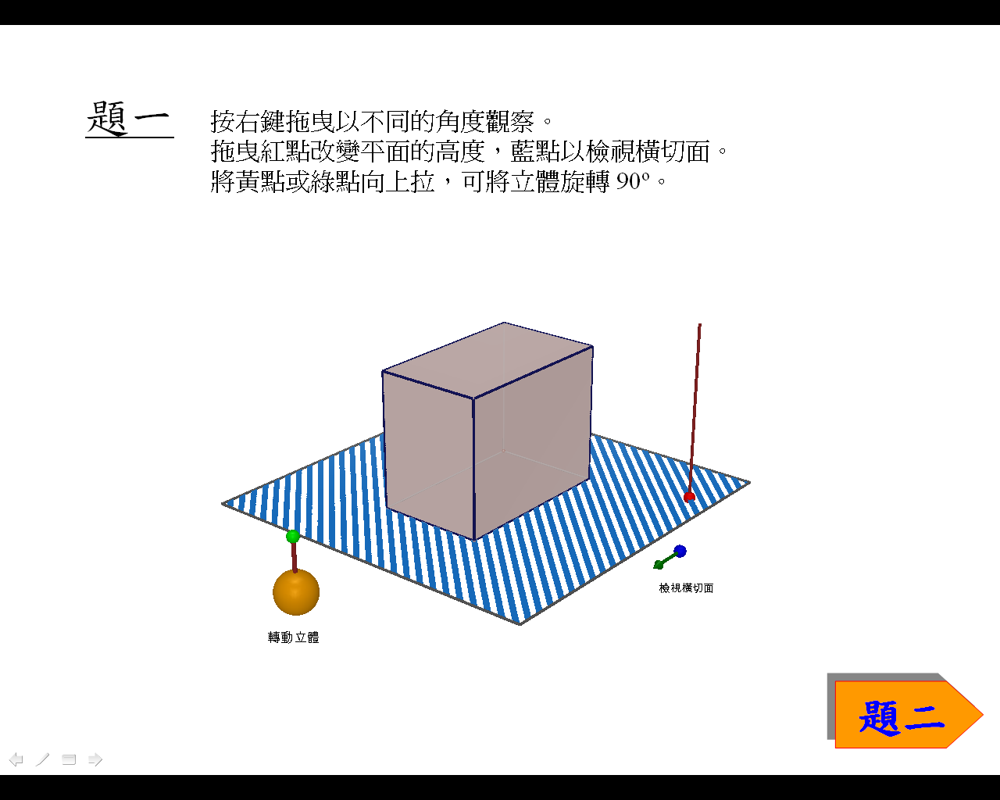 題一
按右鍵拖曳以不同的角度觀察。
拖曳紅點改變平面的高度，藍點以檢視橫切面。
將黃點或綠點向上拉，可將立體旋轉 90º。
檢視橫切面
轉動立體
題二